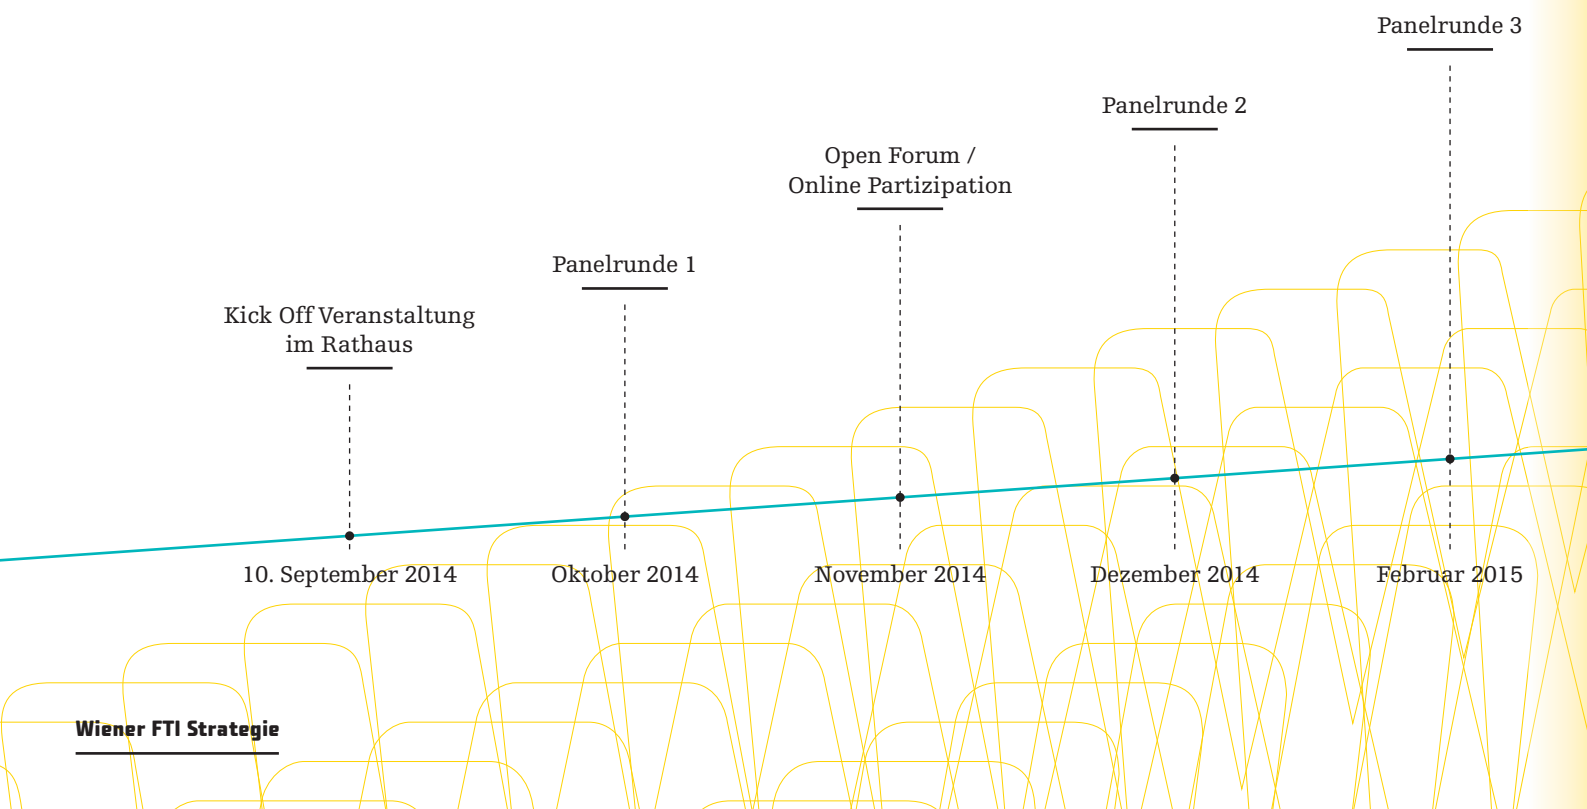 Panelrunde 3
Panelrunde 2
Open Forum /
Online Partizipation
Panelrunde 1
Kick Off Veranstaltung
im Rathaus
10. September 2014
Oktober 2014
November 2014
Dezember 2014
Februar 2015
Wiener FTI Strategie